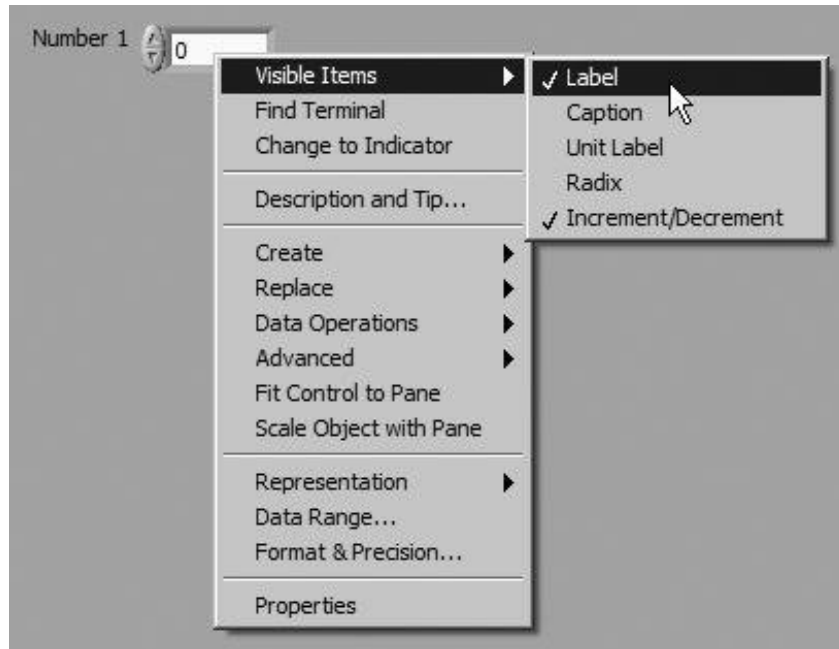 Number 1
0
Visible Items
Find Terminal
Change to Indicator
Description and Tip...
Create
Replace
Data Operations
Advanced
Fit Control to Pane
Scale Object with Pane
Representation
Data Range...
Format & Precision...
Properties
Label
Caption
Unit Label
Radix
Increment/Decrement